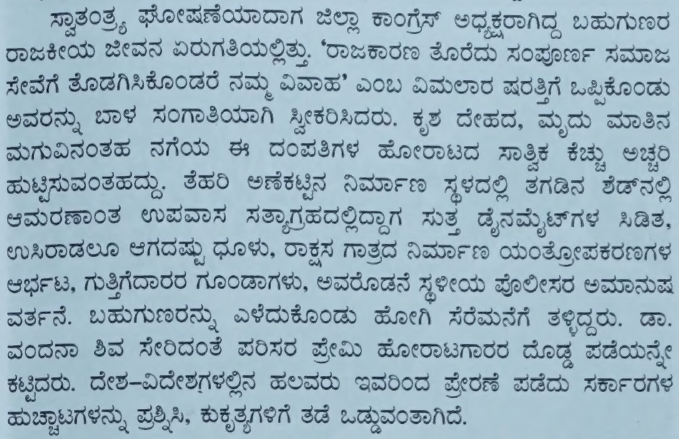 ಸ್ವಾತಂತ್ರ್ಯ ಘೋಷಣೆಯಾದಾಗ ಜಿಲ್ಲಾ ಕಾಂಗ್ರೆಸ್ ಅಧ್ಯಕ್ಷರಾಗಿದ್ದ ಬಹುಗುಣರ
ರಾಜಕೀಯ ಜೀವನ ಏರುಗತಿಯಲ್ಲಿತ್ತು. ‘ರಾಜಕಾರಣ ತೊರೆದು ಸಂಪೂರ್ಣ ಸಮಾಜ
ಸೇವೆಗೆ ತೊಡಗಿಸಿಕೊಂಡರೆ ನಮ್ಮ ವಿವಾಹ’ ಎಂಬ ವಿಮಲಾರ ಷರತ್ತಿಗೆ ಒಪ್ಪಿಕೊಂಡು
ಅವರನ್ನು ಬಾಳ ಸಂಗಾತಿಯಾಗಿ ಸ್ವೀಕರಿಸಿದರು. ಕೃಶ ದೇಹದ, ಮೃದು ಮಾತಿನ
ಮಗುವಿನಂತಹ ನಗೆಯ ಈ ದಂಪತಿಗಳ ಹೋರಾಟದ ಸಾತ್ವಿಕ ಕೆಚ್ಚು ಅಚ್ಚರಿ
ಹುಟ್ಟಿಸುವಂತಹದ್ದು. ತೆಹರಿ ಅಣೆಕಟ್ಟಿನ ನಿರ್ಮಾಣ ಸ್ಥಳದಲ್ಲಿ ತಗಡಿನ ಶೆಡ್‌ನಲ್ಲಿ
ಆಮರಣಾಂತ ಉಪವಾಸ ಸತ್ಯಾಗ್ರಹದಲ್ಲಿದ್ದಾಗ ಸುತ್ತ ಡೈನಮೈಟ್‌ಗಳ ಸಿಡಿತ,
ಉಸಿರಾಡಲೂ ಆಗದಷ್ಟು ಧೂಳು, ರಾಕ್ಷಸ ಗಾತ್ರದ ನಿರ್ಮಾಣ ಯಂತ್ರೋಪಕರಣಗಳ
ಆರ್ಭಟ, ಗುತ್ತಿಗೆದಾರರ ಗೂಂಡಾಗಳು, ಅವರೊಡನೆ ಸ್ಥಳೀಯ ಪೊಲೀಸರ ಅಮಾನುಷ
ವರ್ತನೆ. ಬಹುಗುಣರನ್ನು ಎಳೆದುಕೊಂಡು ಹೋಗಿ ಸೆರೆಮನೆಗೆ ತಳ್ಳಿದ್ದರು. ಡಾ.
ವಂದನಾ ಶಿವ ಸೇರಿದಂತೆ ಪರಿಸರ ಪ್ರೇಮಿ ಹೋರಾಟಗಾರರ ದೊಡ್ಡ ಪಡೆಯನ್ನೇ
ಕಟ್ಟಿದರು. ದೇಶ-ವಿದೇಶಗಳಲ್ಲಿನ ಹಲವರು ಇವರಿಂದ ಪ್ರೇರಣೆ ಪಡೆದು ಸರ್ಕಾರಗಳ
ಹುಚ್ಚಾಟಗಳನ್ನು ಪ್ರಶ್ನಿಸಿ, ಕುಕೃತ್ಯಗಳಿಗೆ ತಡೆ ಒಡ್ಡುವಂತಾಗಿದೆ.